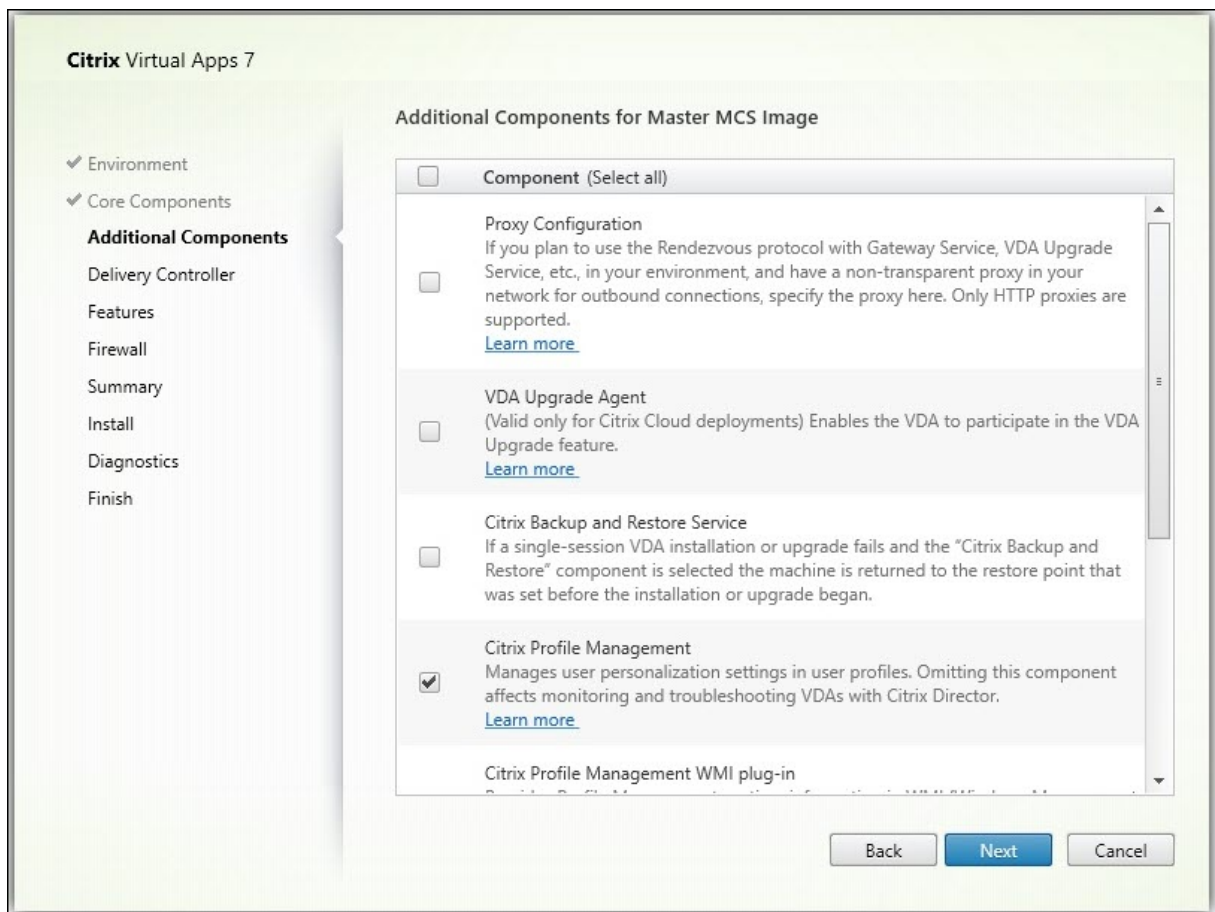 Citrix Virtual Apps 7
Additional Components for Master MCS Image
Environment
Core Components
Additional Components
Delivery Controller
Features
Firewall
Summary
Install
Diagnostics
Finish
Component (Select all)
Proxy Configuration
If you plan to use the Rendezvous protocol with Gateway Service, VDA Upgrade
Service, etc., in your environment, and have a non-transparent proxy in your
network for outbound connections, specify the proxy here. Only HTTP proxies are
supported.
Learn more
VDA Upgrade Agent
(Valid only for Citrix Cloud deployments) Enables the VDA to participate in the VDA
Upgrade feature.
Learn more
Citrix Backup and Restore Service
If a single-session VDA installation or upgrade fails and the "Citrix Backup and
Restore" component is selected the machine is returned to the restore point that
was set before the installation or upgrade began.
Citrix Profile Management
Manages user personalization settings in user profiles. Omitting this component
affects monitoring and troubleshooting VDAs with Citrix Director.
Learn more
Citrix Profile Management WMI plug-in
Back
Next
Cancel